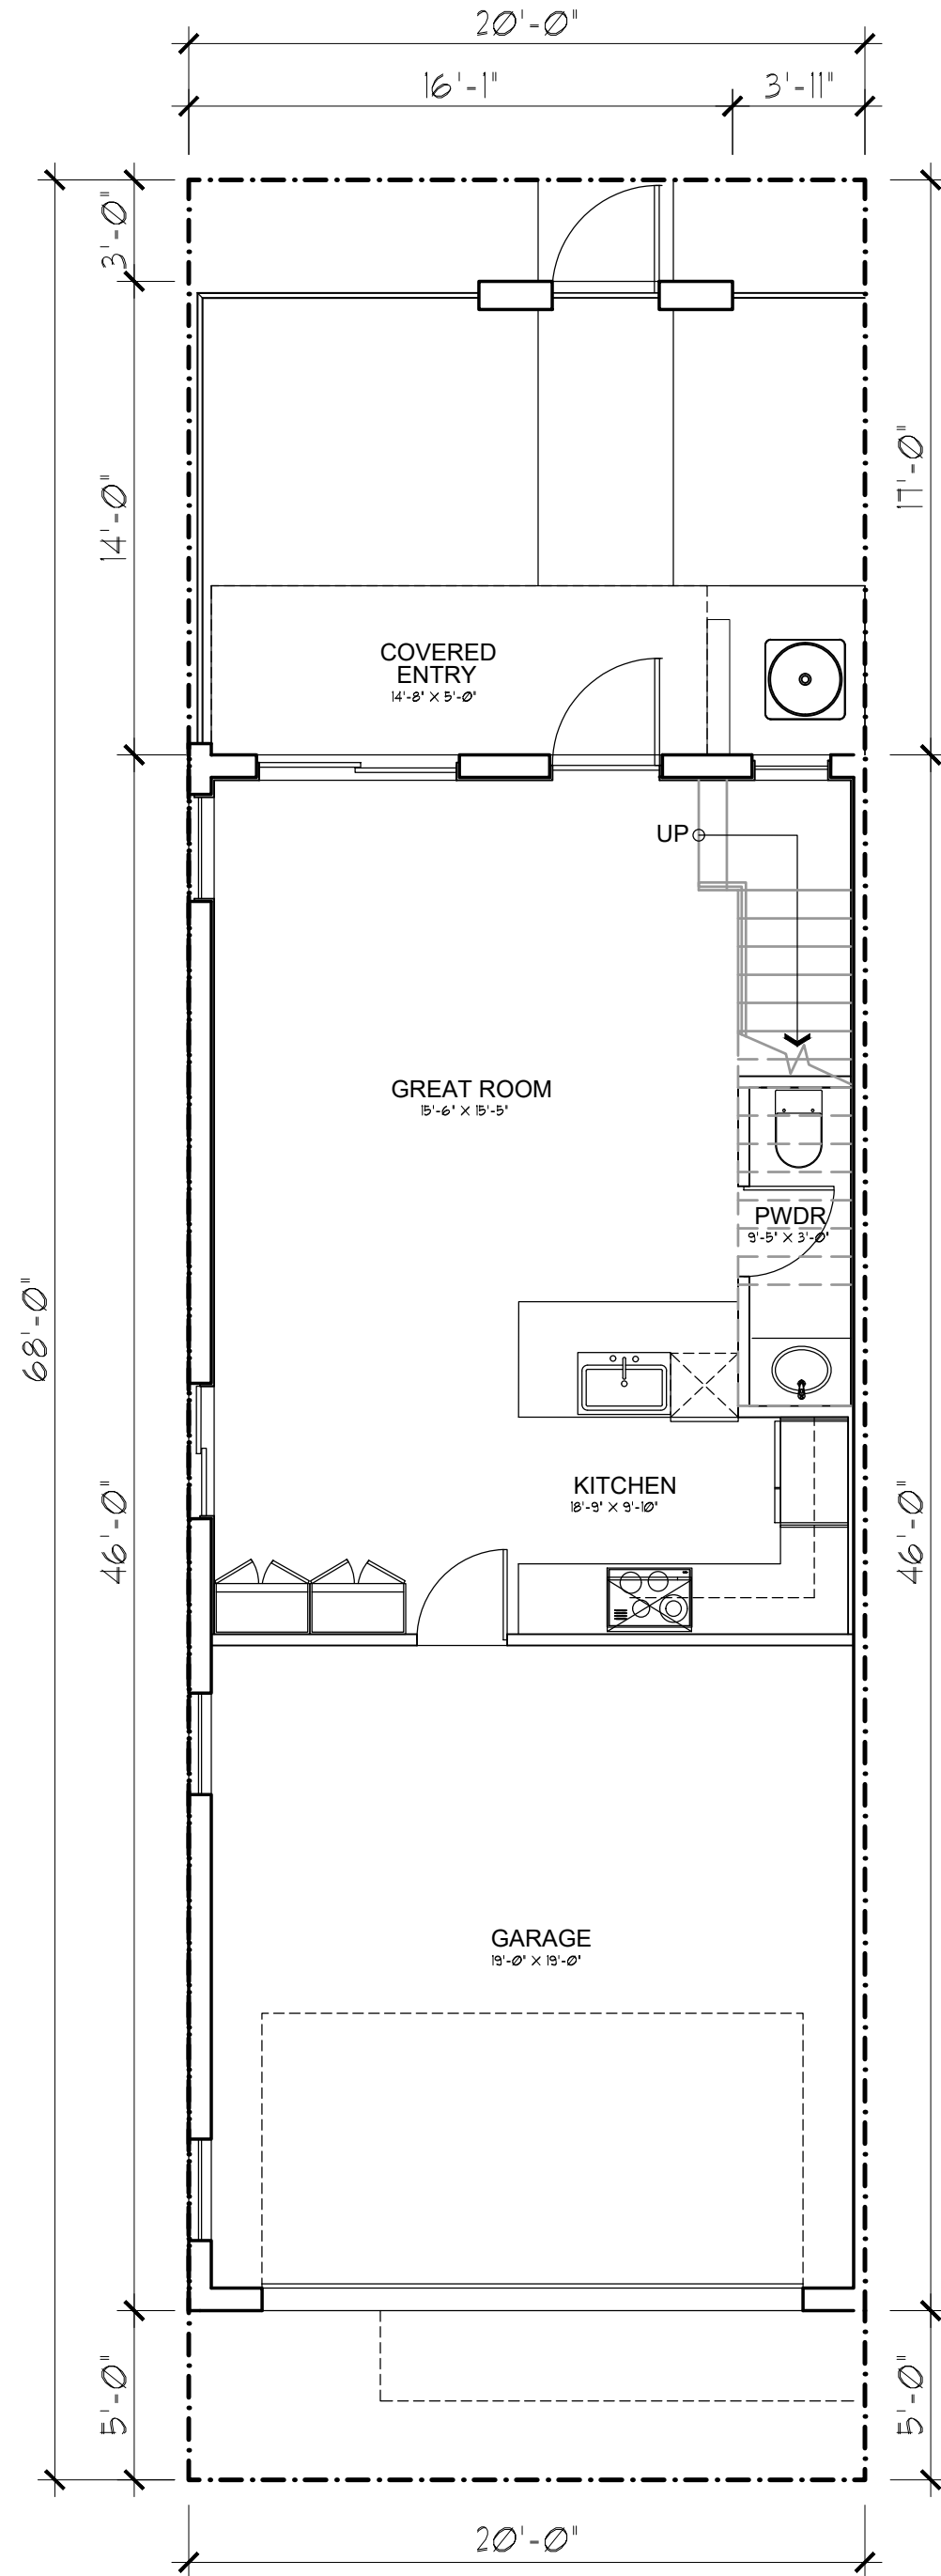 20'-0"
16'-1" 3'-11"
3'-0"
14'-0"
17'-0"
COVERED
ENTRY
14'-8" X 5'-0"
UP
GREAT ROOM
15'-6" X 15'-5"
PWDR
9'-5" X 3'-0"
68'-0"
KITCHEN
18'-9" X 9'-10"
46'-0"
46'-0"
GARAGE
19'-0" X 19'-0"
5'-0"
5'-0"
20'-0"